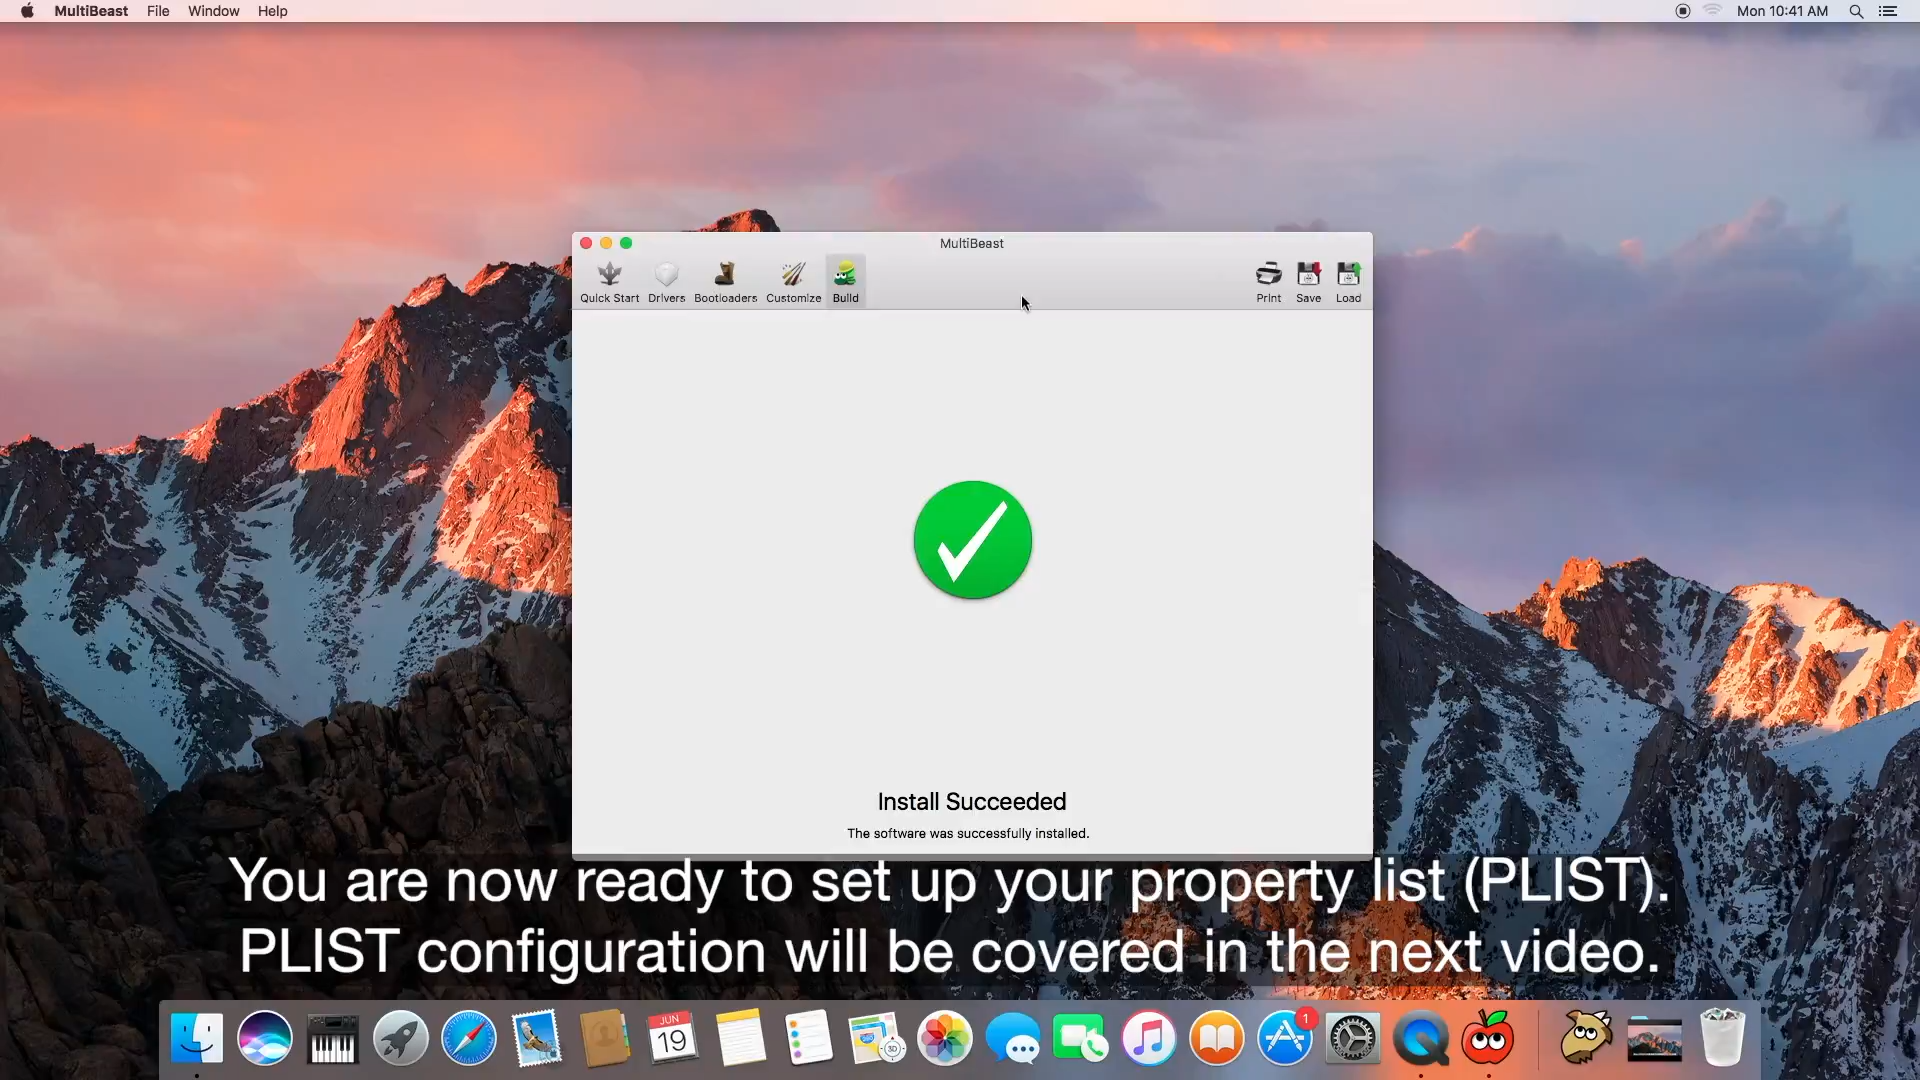 MultiBeast File Window Help Mon 10:41 AM
MultiBeast
Quick Start Drivers Bootloaders Customize Build Print Save Load
Install Succeeded
The software was successfully installed.
You are now ready to set up your property list (PLIST).
PLIST configuration will be covered in the next video.
JUN
19
3D
1